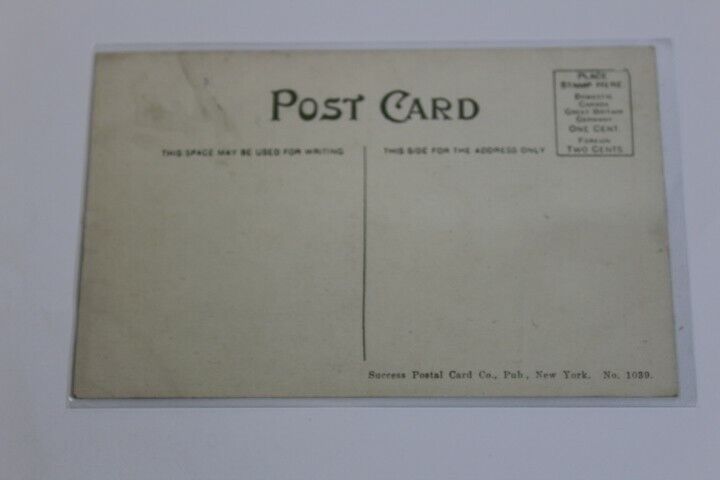 POST CARD
THIS SPACE MAY BE USED FOR WRITING
THIS SIDE FOR THE ADDRESS ONLY
PLACE
STAMP HERE
DOMESTIC
CANADA
GREAT BRITAIN
GERMANY
ONE CENT.
FOREIGN
TWO CENTS.
Success Postal Card Co., Pub., New York. No. 1039.